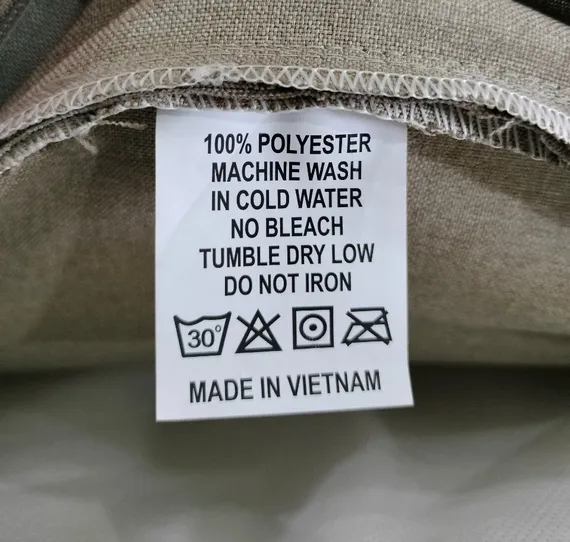 100% POLYESTER
MACHINE WASH
IN COLD WATER
NO BLEACH
TUMBLE DRY LOW
DO NOT IRON
30°
MADE IN VIETNAM